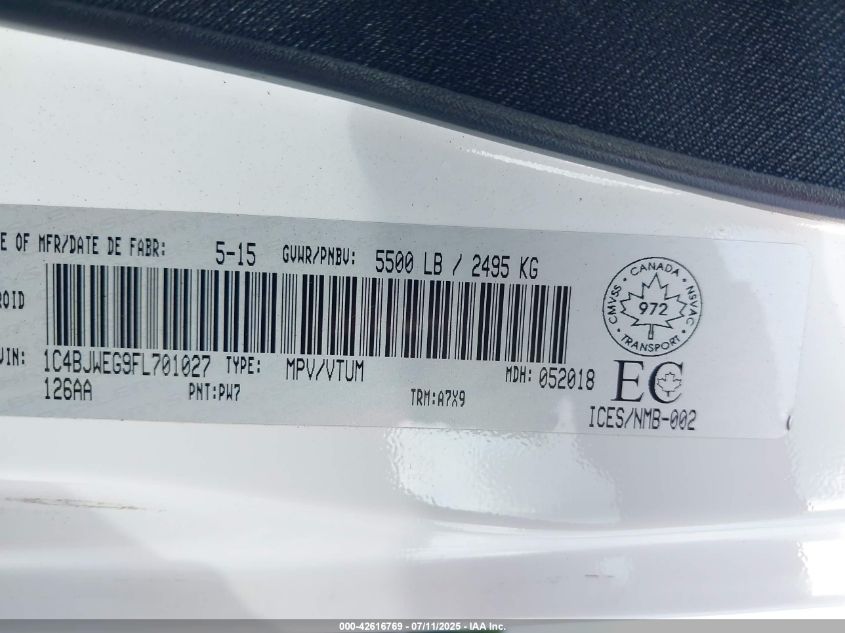 E OF MFR/DATE DE FABR: 5-15 GVWR/PNBV: 5500 LB / 2495 KG
ROID
VIN: 1C4BJWEG9FL701027 TYPE: MPV/VTUM MDH: 052018
126AA PNT:PW7 TRM:A7X9
CANADA
CMVSS NSVAC
972
TRANSPORT
EC
ICES/NMB-002
000-42616769 - 07/11/2025 - IAA Inc.